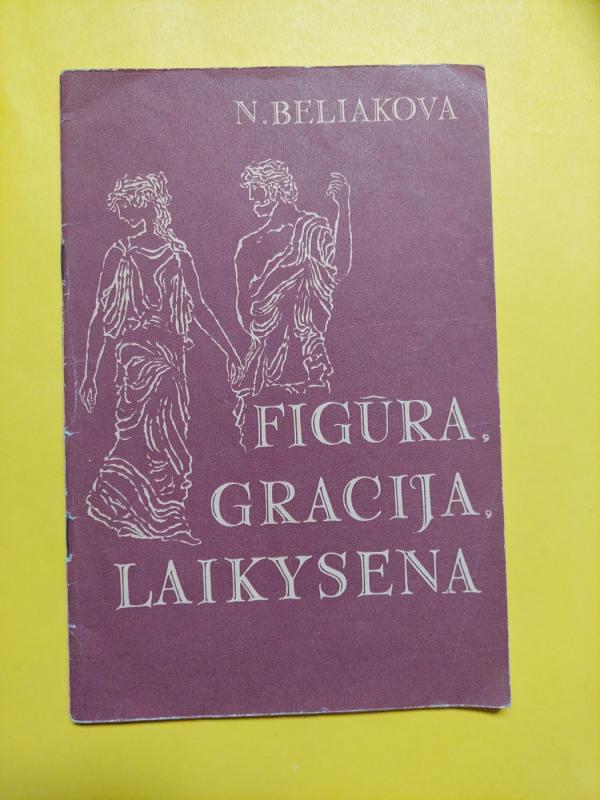 N. BELIAKOVA
FIGŪRA,
GRACIJA,
LAIKYSENA